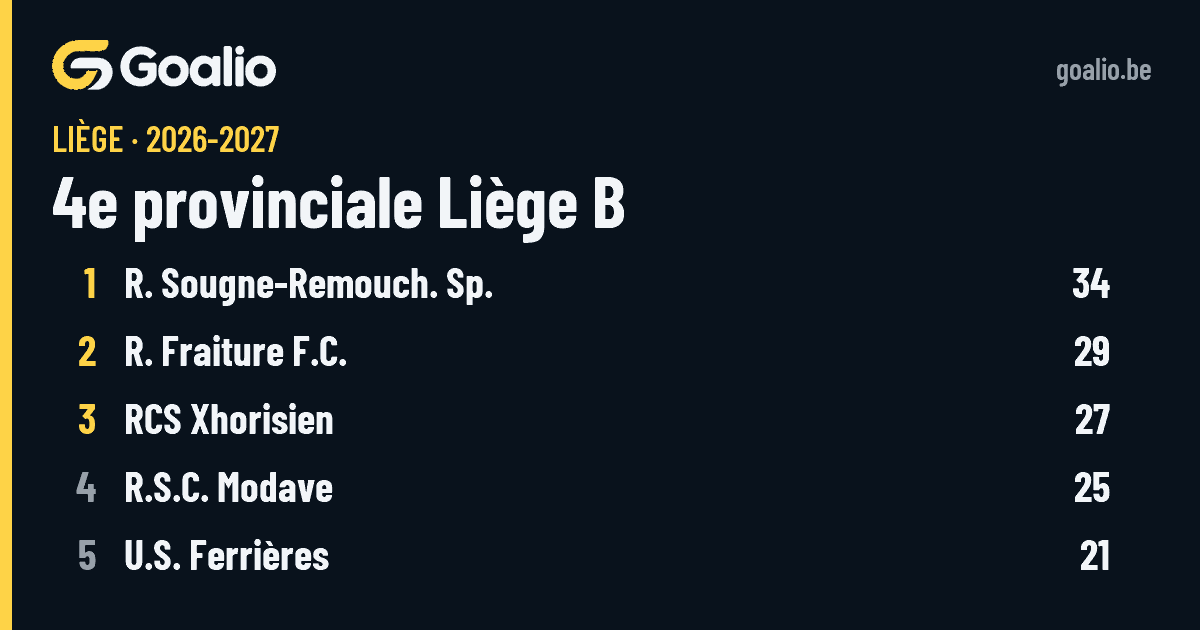 Goalio
goalio.be
LIÈGE · 2026-2027
4e provinciale Liège B
1 R. Sougne-Remouch. Sp. 34
2 R. Fraiture F.C. 29
3 RCS Xhorisien 27
4 R.S.C. Modave 25
5 U.S. Ferrières 21